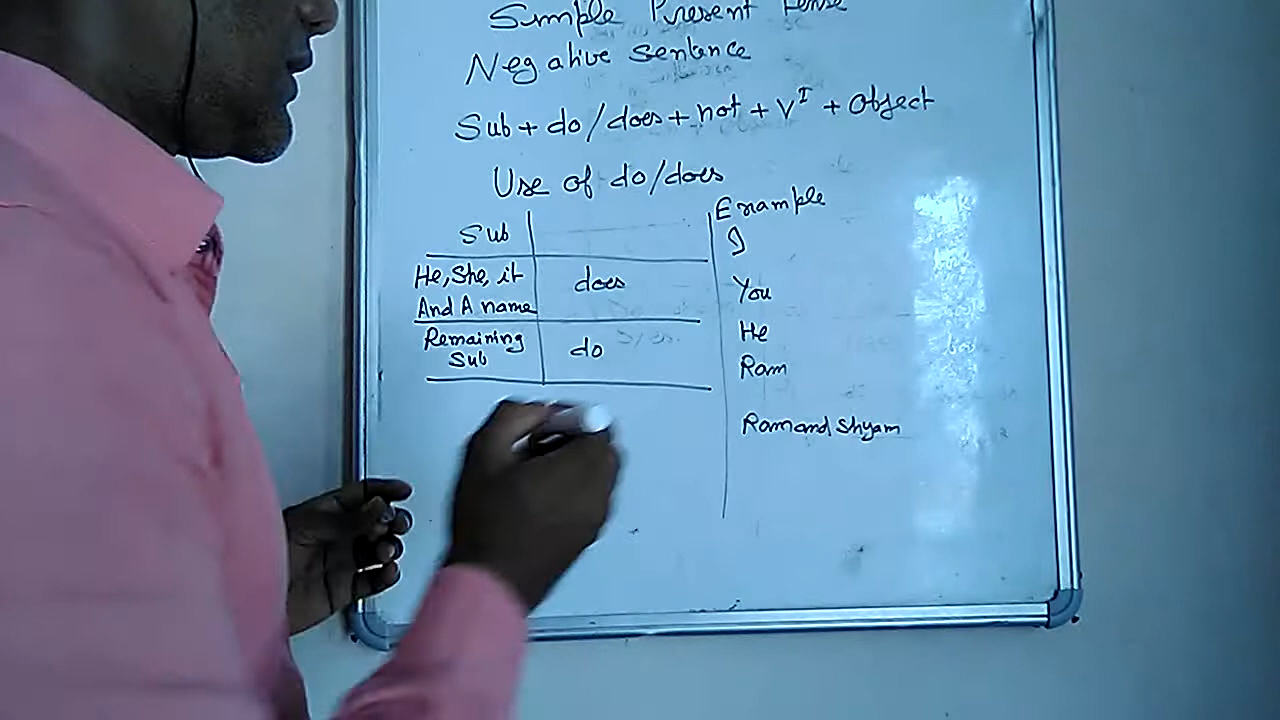 Simple Present Tense
Negative sentence
Sub + do/does + not + V^I + Object
Use of do/does
Sub
He, She, it
And A name
does
Remaining
Sub
do
Example
I
You
He
Ram
Ram and Shyam